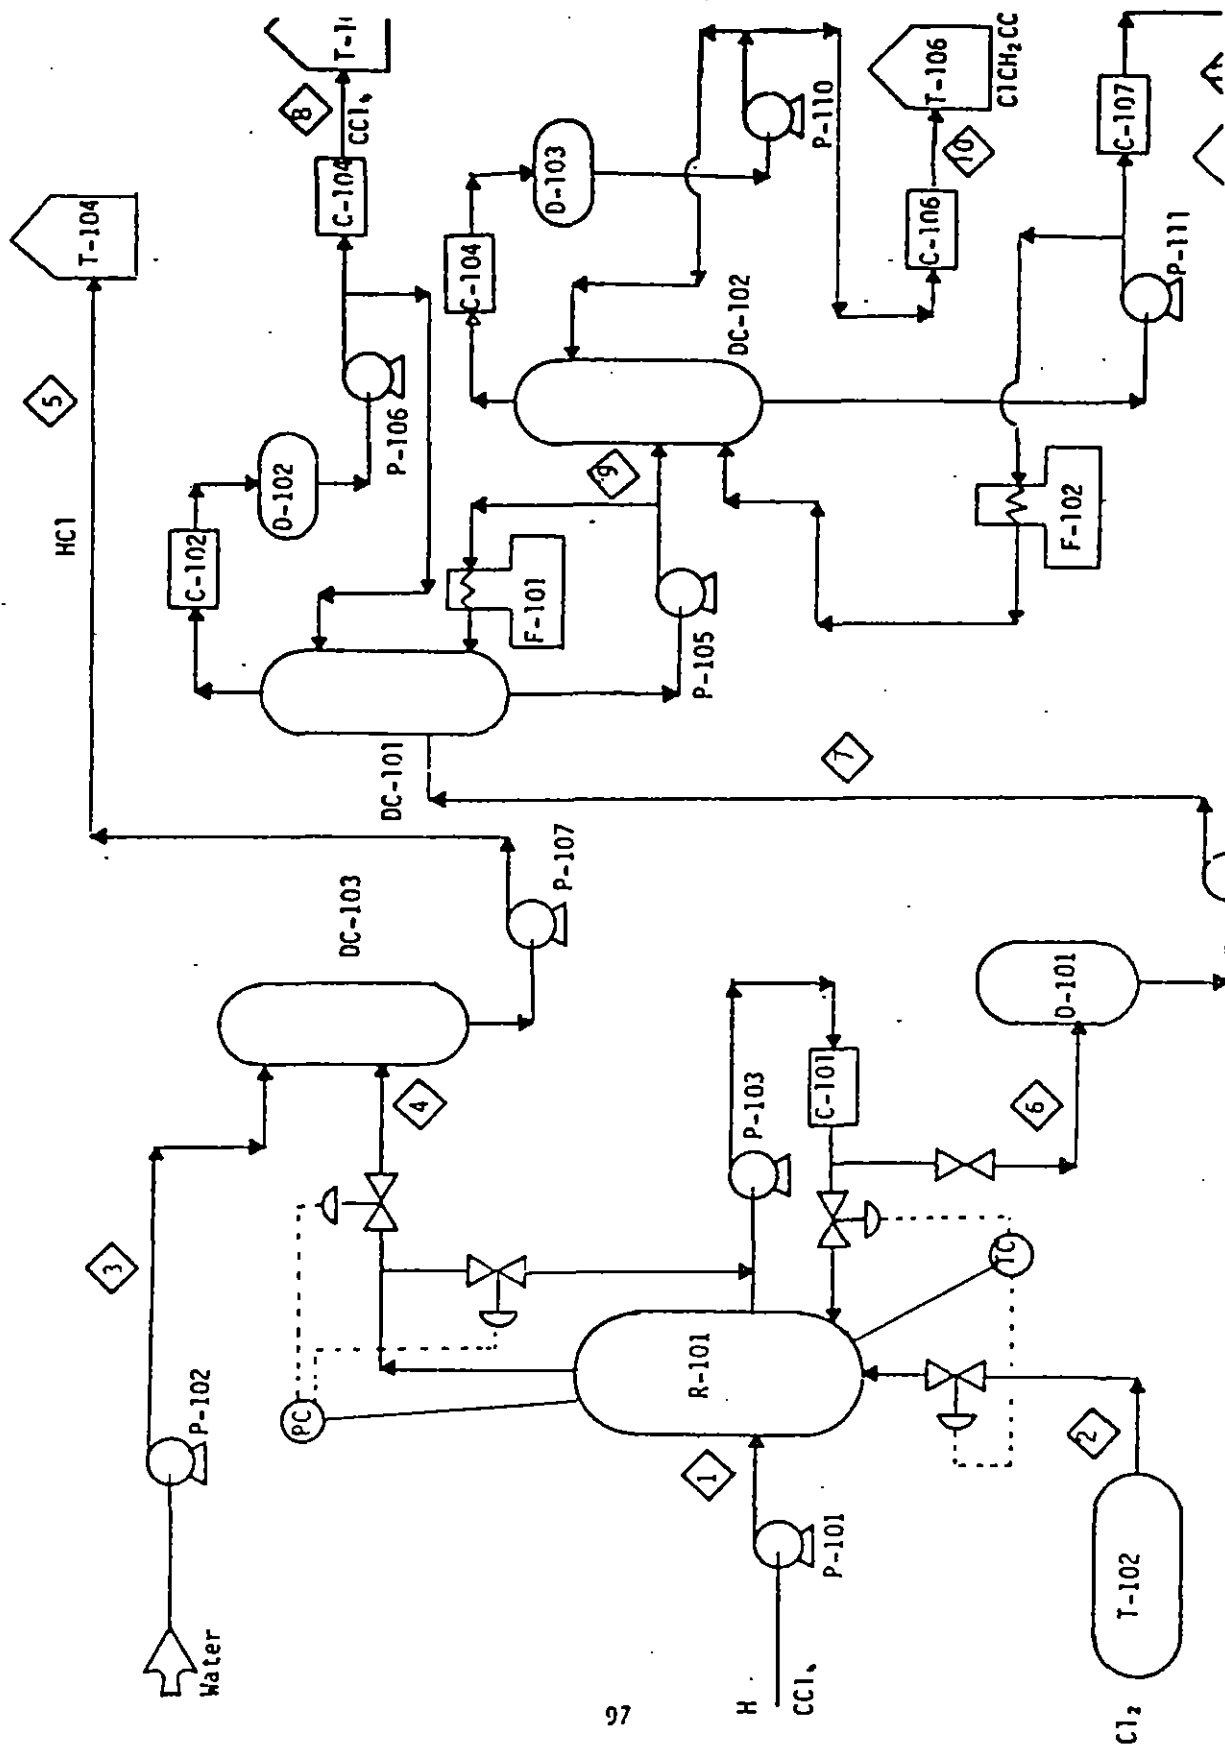 Water
P-102
3
DC-103
4
P-107
HCl
5
T-104
PC
R-101
1
P-101
H
CCl₄
Cl₂
T-102
2
TC
P-103
C-101
6
D-101
7
DC-101
C-102
D-102
P-106
C-104
8
CCl₄
F-101
P-105
9
DC-102
C-104
D-103
P-110
C-106
10
T-106
ClCH₂CC
F-102
P-111
C-107
97